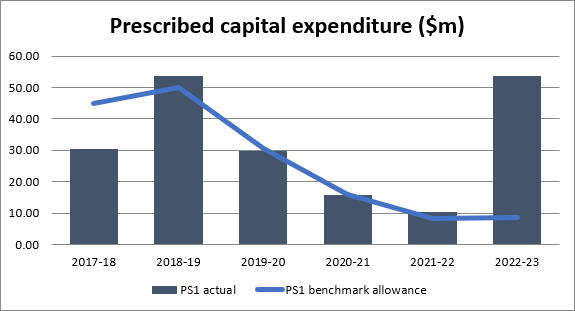 Prescribed capital expenditure ($m)
60.00
50.00
40.00
30.00
20.00
10.00
0.00
2017-18 2018-19 2019-20 2020-21 2021-22 2022-23
PS1 actual PS1 benchmark allowance